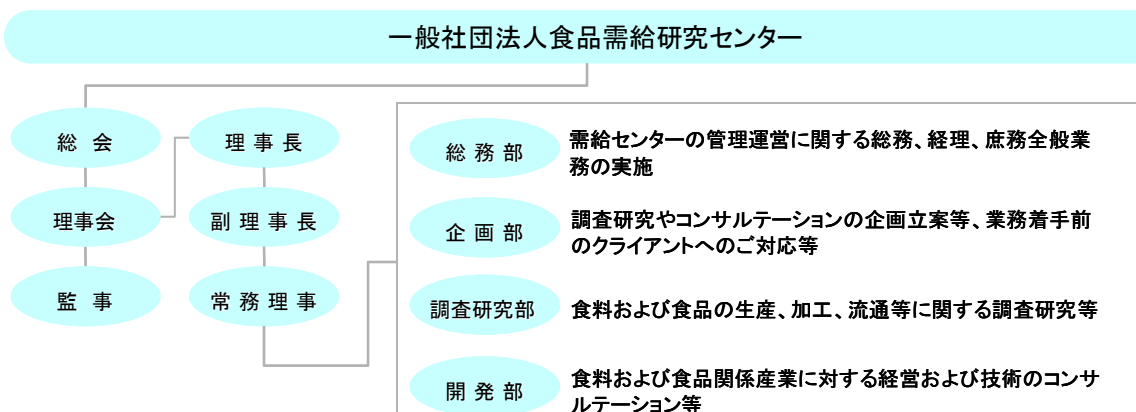 一般社団法人食品需給研究センター
総会
理事会
監事
理事長
副理事長
常務理事
総務部
需給センターの管理運営に関する総務、経理、庶務全般業
務の実施
企画部
調査研究やコンサルテーションの企画立案等、業務着手前
のクライアントへのご対応等
調査研究部
食料および食品の生産、加工、流通等に関する調査研究等
開発部
食料および食品関係産業に対する経営および技術のコンサ
ルテーション等